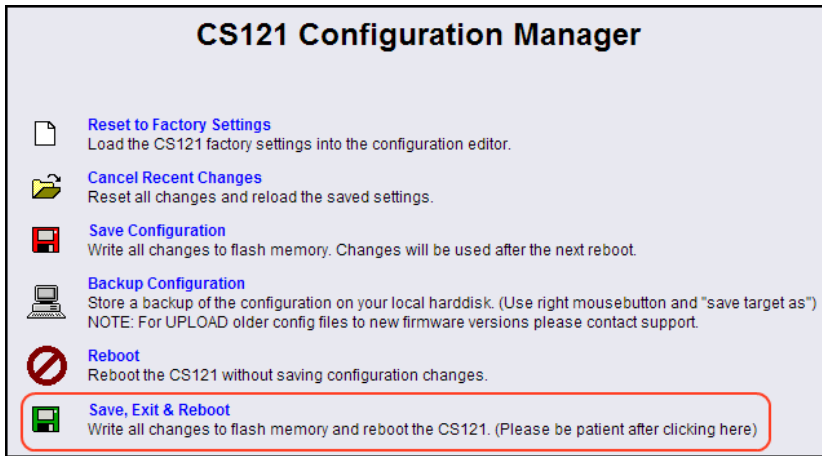 CS121 Configuration Manager
Reset to Factory Settings
Load the CS121 factory settings into the configuration editor.
Cancel Recent Changes
Reset all changes and reload the saved settings.
Save Configuration
Write all changes to flash memory. Changes will be used after the next reboot.
Backup Configuration
Store a backup of the configuration on your local harddisk. (Use right mousebutton and "save target as")
NOTE: For UPLOAD older config files to new firmware versions please contact support.
Reboot
Reboot the CS121 without saving configuration changes.
Save, Exit & Reboot
Write all changes to flash memory and reboot the CS121. (Please be patient after clicking here)